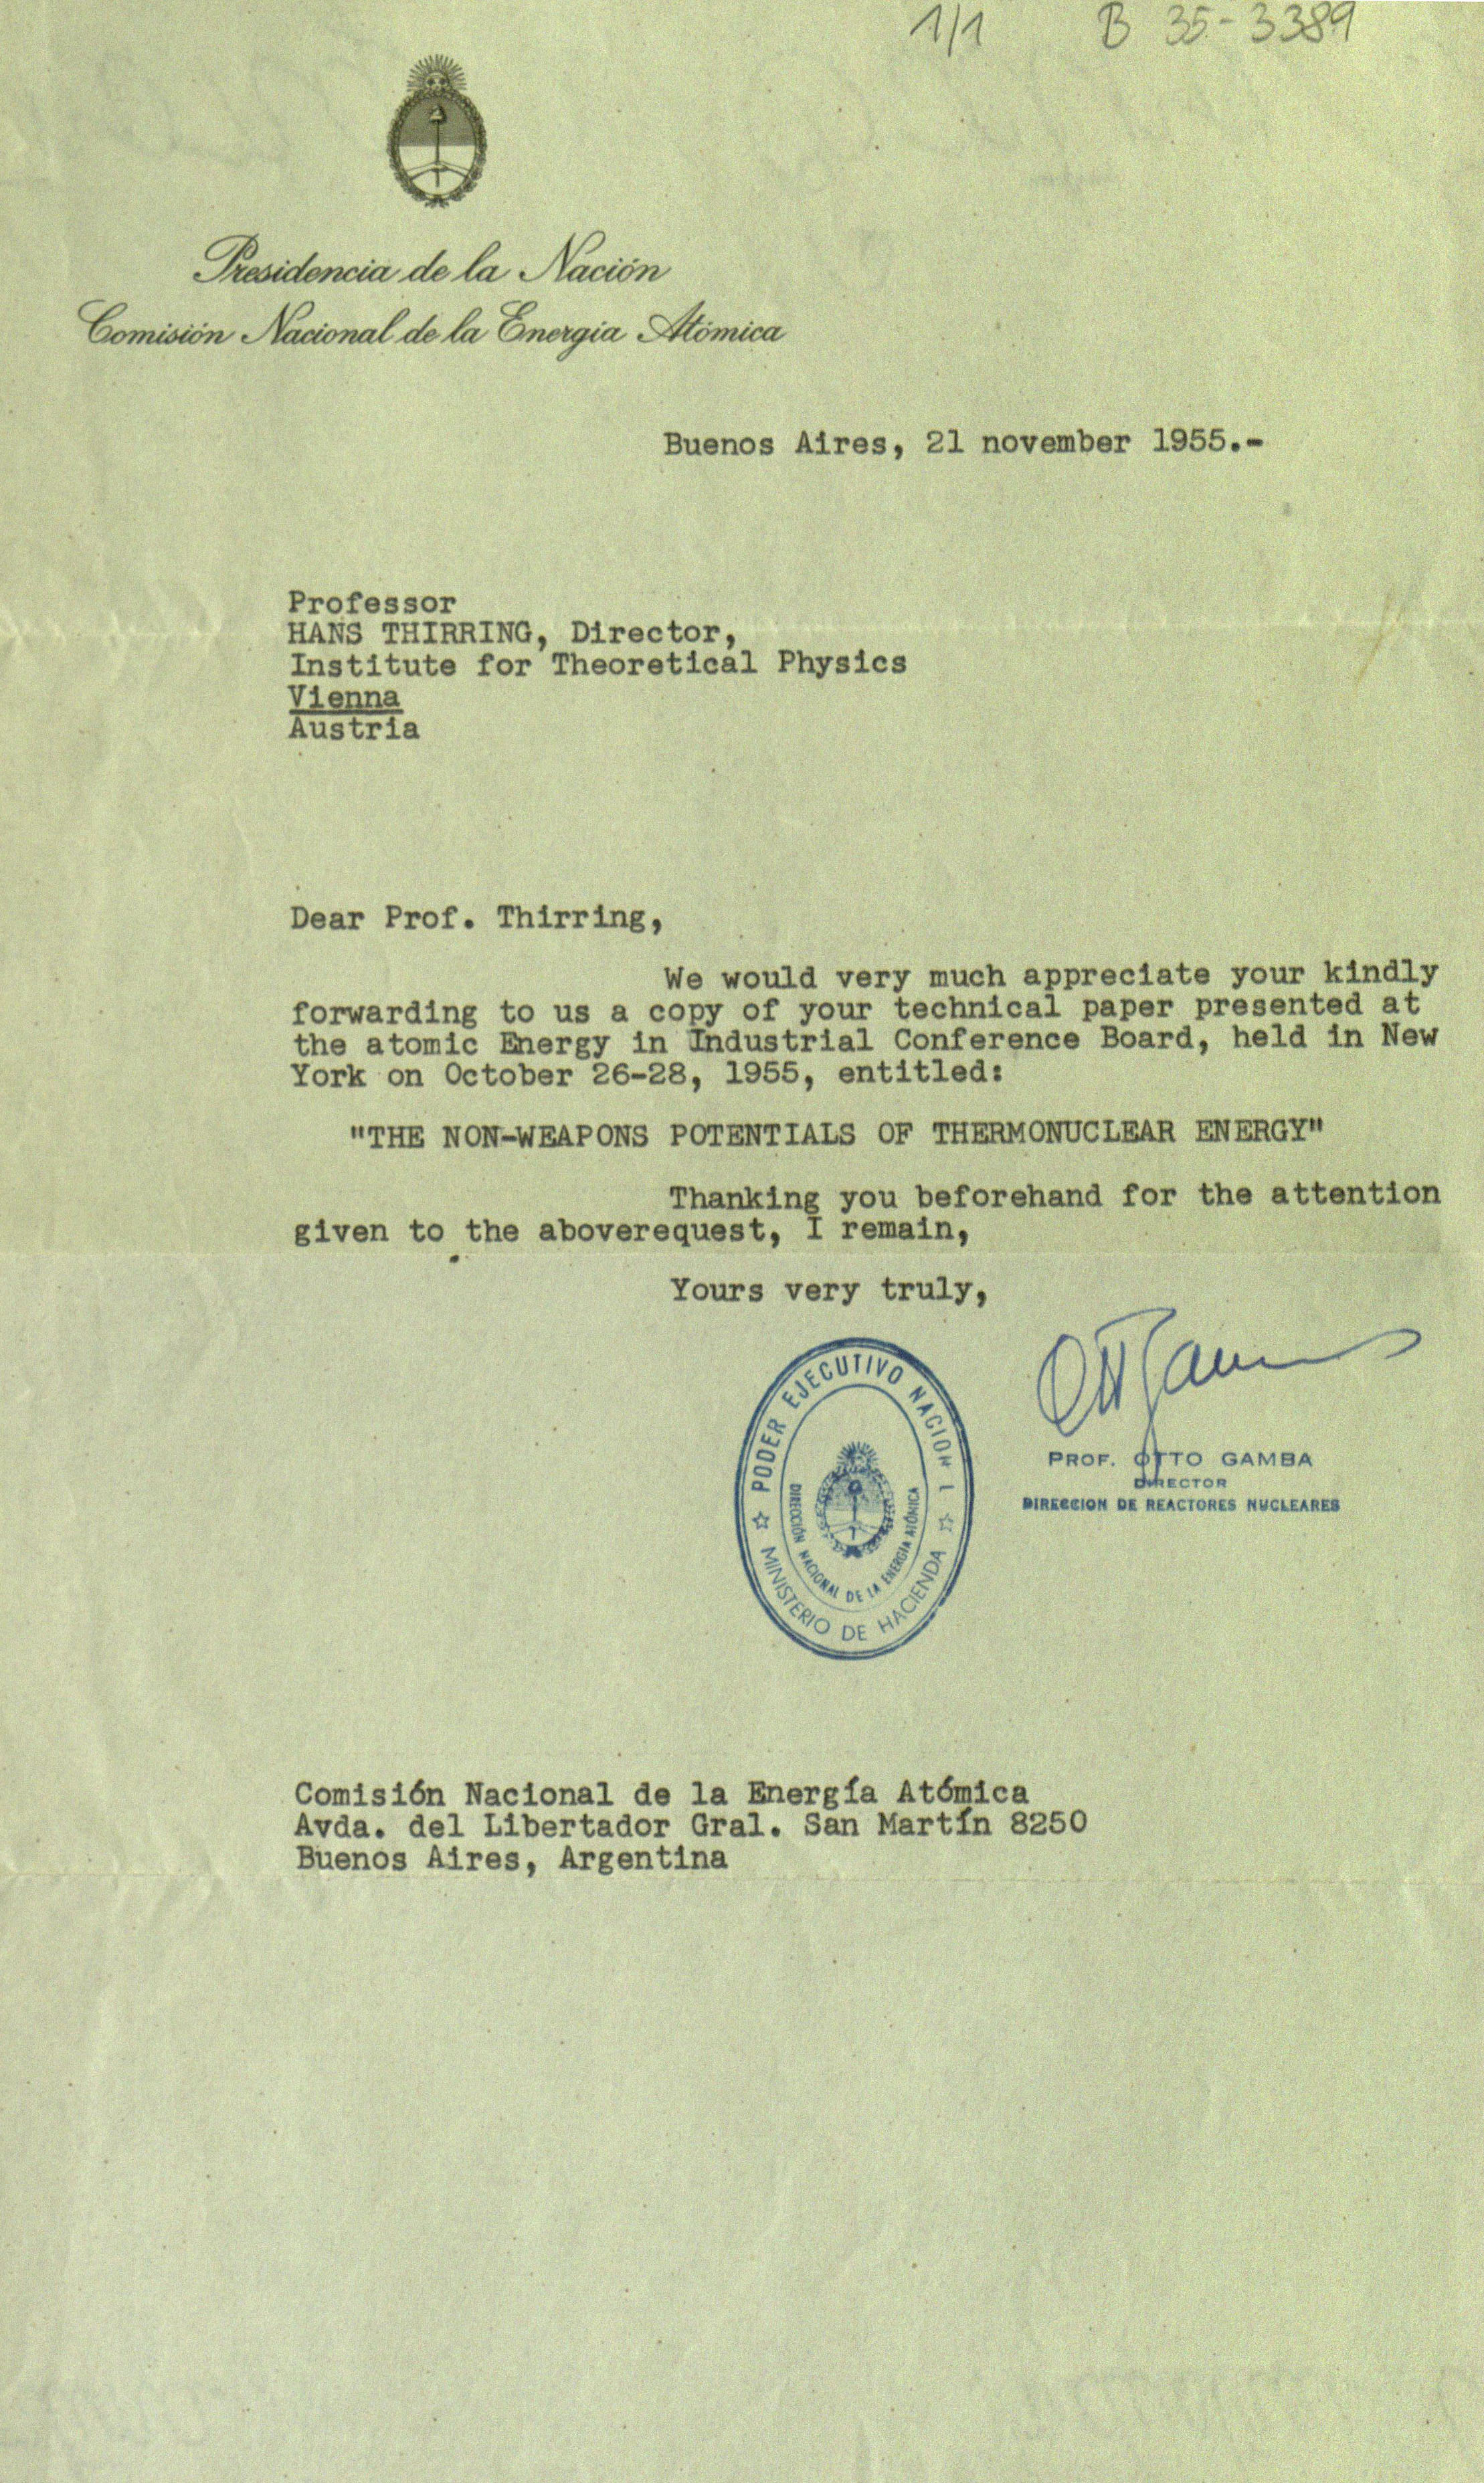 1/1 B 35-3389
Presidencia de la Nación
Comisión Nacional de la Energía Atómica
Buenos Aires, 21 november 1955.-
Professor
HANS THIRRING, Director,
Institute for Theoretical Physics
Vienna
Austria
Dear Prof. Thirring,
We would very much appreciate your kindly
forwarding to us a copy of your technical paper presented at
the atomic Energy in Industrial Conference Board, held in New
York on October 26-28, 1955, entitled:
"THE NON-WEAPONS POTENTIALS OF THERMONUCLEAR ENERGY"
Thanking you beforehand for the attention
given to the aboverequest, I remain,
Yours very truly,
PODER EJECUTIVO NACION L
DIRECCIÓN NACIONAL DE LA ENERGIA ATÓMICA
MINISTERIO DE HACIENDA
PROF. OTTO GAMBA
DIRECTOR
DIRECCION DE REACTORES NUCLEARES
Comisión Nacional de la Energía Atómica
Avda. del Libertador Gral. San Martín 8250
Buenos Aires, Argentina